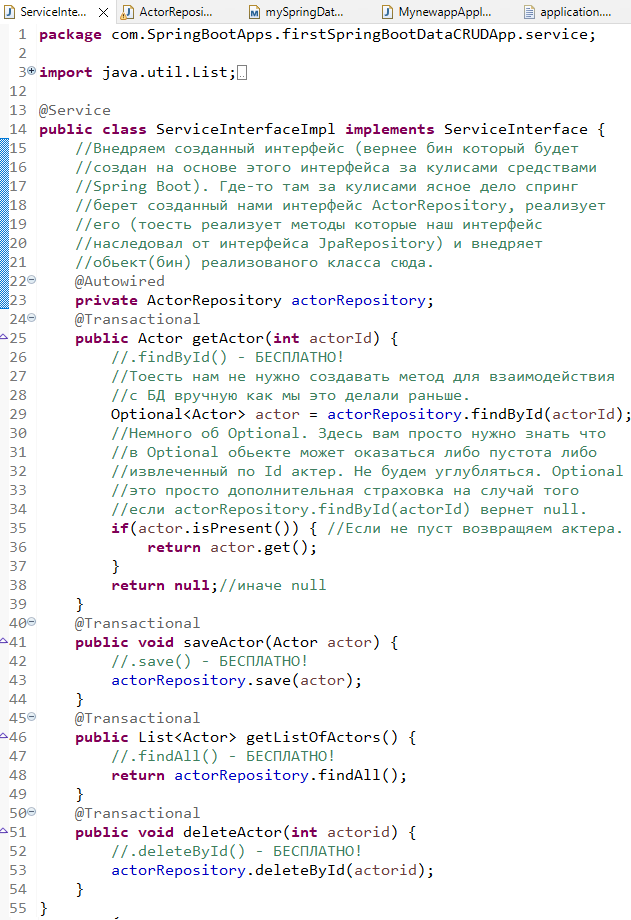 ServiceInte...
ActorReposi...
mySpringDat...
MynewappAppl...
application....
1 package com.SpringBootApps.firstSpringBootDataCRUDApp.service;
2
3 import java.util.List;
12
13 @Service
14 public class ServiceInterfaceImpl implements ServiceInterface {
15 //Внедряем созданный интерфейс (вернее бин который будет
16 //создан на основе этого интерфейса за кулисами средствами
17 //Spring Boot). Где-то там за кулисами ясное дело спринг
18 //берет созданный нами интерфейс ActorRepository, реализует
19 //его (тоесть реализует методы которые наш интерфейс
20 //наследовал от интерфейса JpaRepository) и внедряет
21 //обьект(бин) реализованого класса сюда.
22 @Autowired
23 private ActorRepository actorRepository;
24 @Transactional
25 public Actor getActor(int actorId) {
26 //.findById() - БЕСПЛАТНО!
27 //Тоесть нам не нужно создавать метод для взаимодействия
28 //с БД вручную как мы это делали раньше.
29 Optional<Actor> actor = actorRepository.findById(actorId);
30 //Немного об Optional. Здесь вам просто нужно знать что
31 //в Optional обьекте может оказаться либо пустота либо
32 //извлеченный по Id актер. Не будем углубляться. Optional
33 //это просто дополнительная страховка на случай того
34 //если actorRepository.findById(actorId) вернет null.
35 if(actor.isPresent()) { //Если не пуст возвращяем актера.
36 return actor.get();
37 }
38 return null;//иначе null
39 }
40 @Transactional
41 public void saveActor(Actor actor) {
42 //.save() - БЕСПЛАТНО!
43 actorRepository.save(actor);
44 }
45 @Transactional
46 public List<Actor> getListOfActors() {
47 //.findAll() - БЕСПЛАТНО!
48 return actorRepository.findAll();
49 }
50 @Transactional
51 public void deleteActor(int actorid) {
52 //.deleteById() - БЕСПЛАТНО!
53 actorRepository.deleteById(actorid);
54 }
55 }